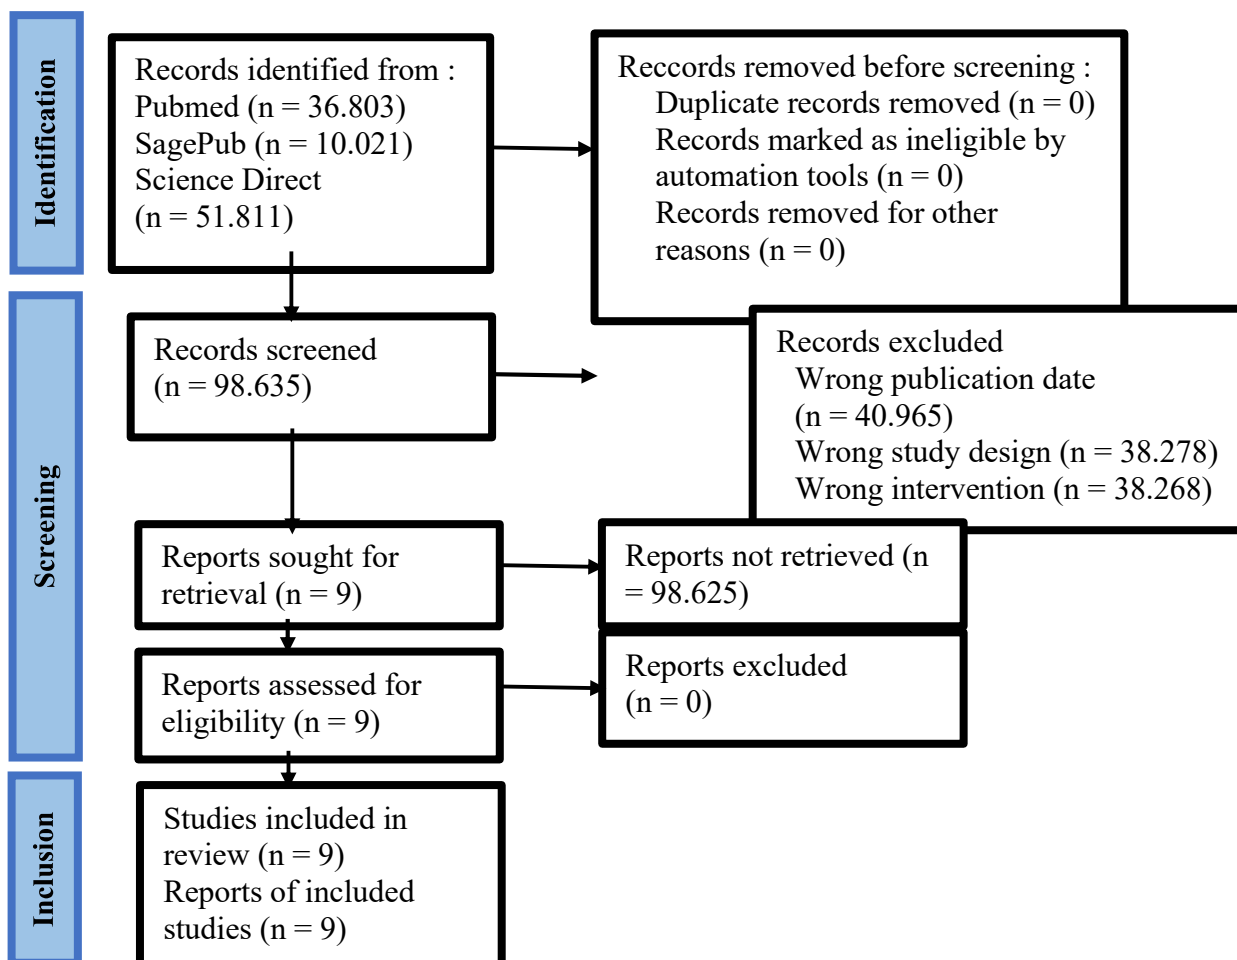 Identification
Records identified from :
Pubmed (n = 36.803)
SagePub (n = 10.021)
Science Direct
(n = 51.811)
Reccords removed before screening :
Duplicate records removed (n = 0)
Records marked as ineligible by
automation tools (n = 0)
Records removed for other
reasons (n = 0)
Screening
Records screened
(n = 98.635)
Records excluded
Wrong publication date
(n = 40.965)
Wrong study design (n = 38.278)
Wrong intervention (n = 38.268)
Reports sought for
retrieval (n = 9)
Reports not retrieved (n
= 98.625)
Reports assessed for
eligibility (n = 9)
Reports excluded
(n = 0)
Inclusion
Studies included in
review (n = 9)
Reports of included
studies (n = 9)